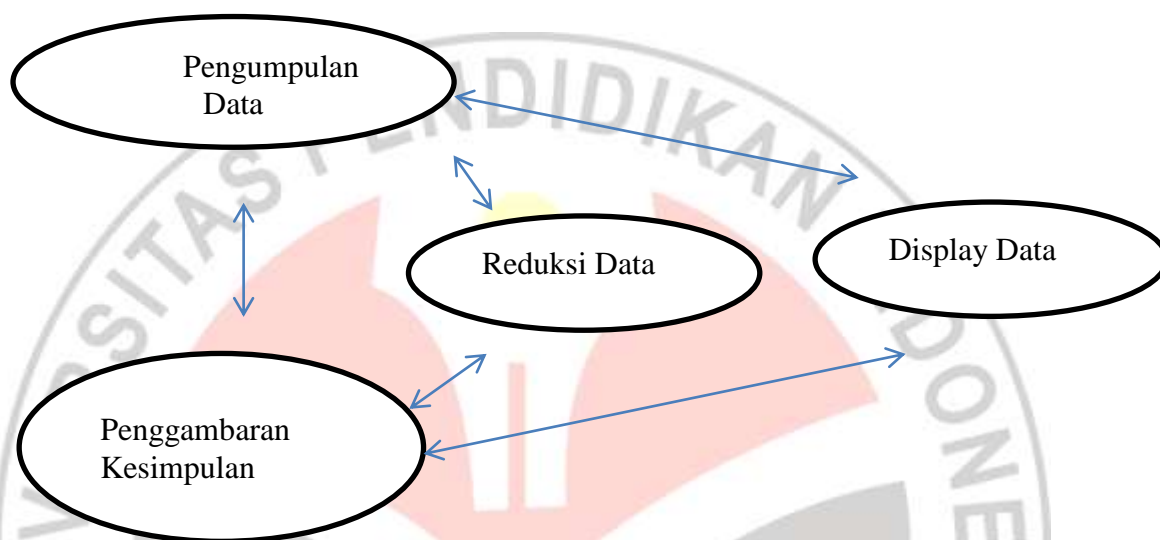 Pengumpulan
Data
Reduksi Data
Display Data
Penggambaran
Kesimpulan